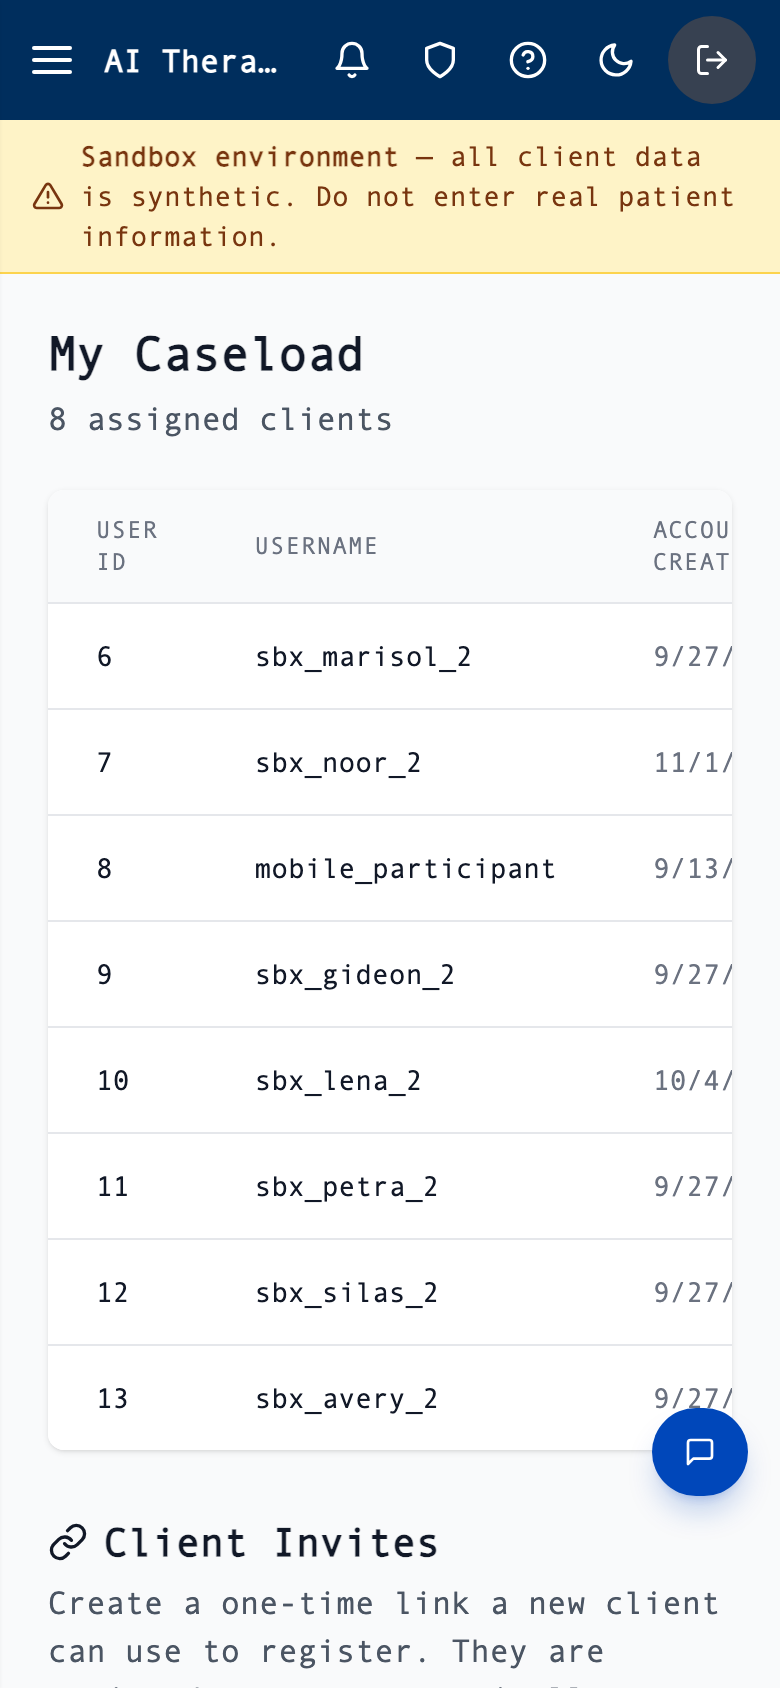 AI Thera…
Sandbox environment — all client data
is synthetic. Do not enter real patient
information.
My Caseload
8 assigned clients
USER ID USERNAME ACCOU CREAT
6 sbx_marisol_2 9/27/
7 sbx_noor_2 11/1/
8 mobile_participant 9/13/
9 sbx_gideon_2 9/27/
10 sbx_lena_2 10/4/
11 sbx_petra_2 9/27/
12 sbx_silas_2 9/27/
13 sbx_avery_2 9/27/
Client Invites
Create a one-time link a new client
can use to register. They are